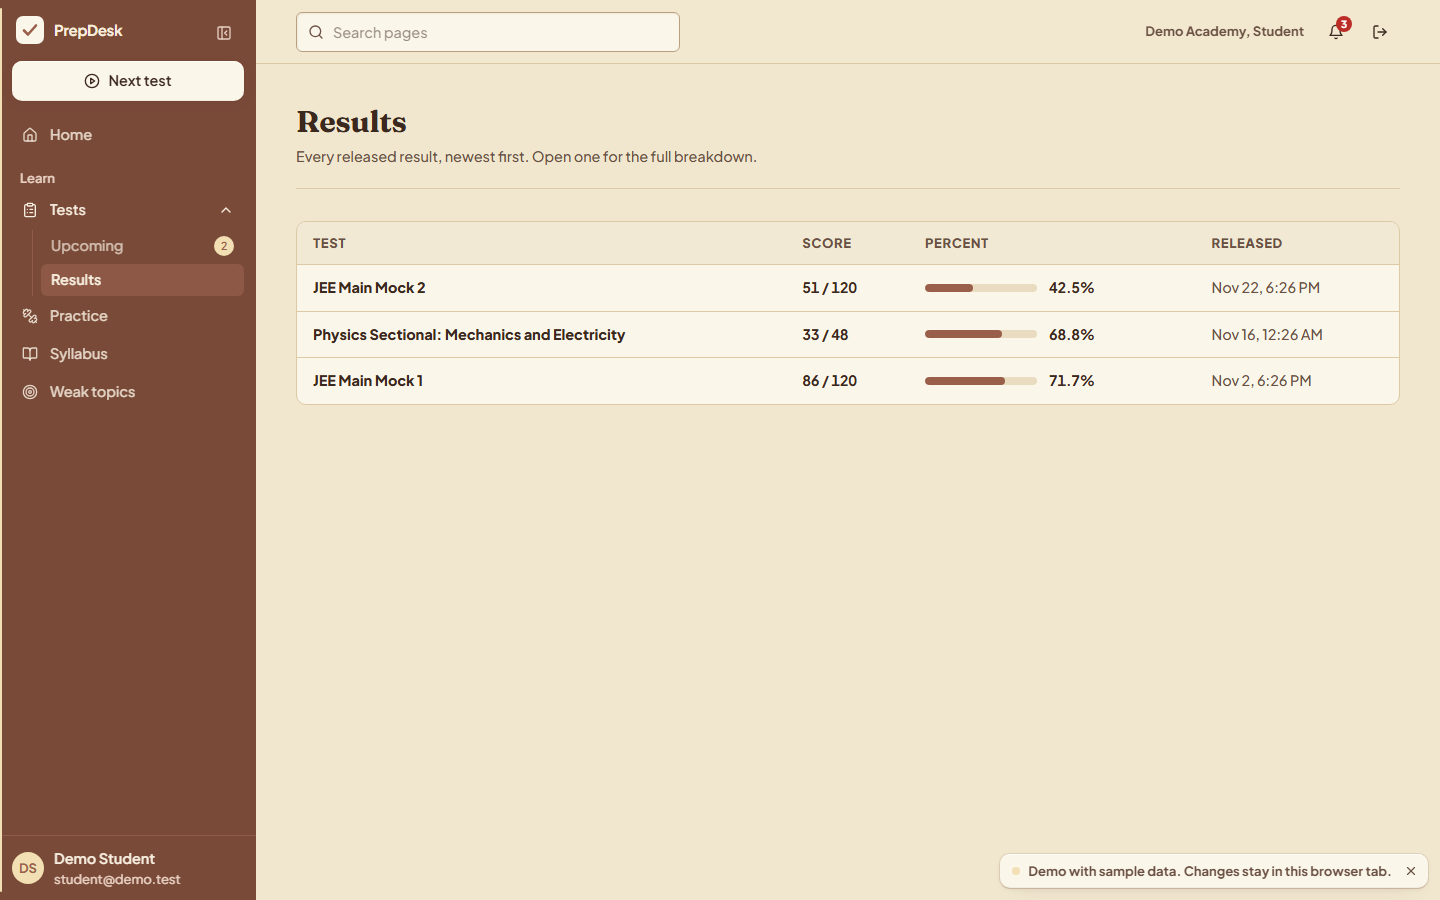 PrepDesk
Next test
Home
Learn
Tests
Upcoming 2
Results
Practice
Syllabus
Weak topics
DS
Demo Student
student@demo.test
Search pages
Demo Academy, Student
3
Results
Every released result, newest first. Open one for the full breakdown.
TEST SCORE PERCENT RELEASED
JEE Main Mock 2 51 / 120 42.5% Nov 22, 6:26 PM
Physics Sectional: Mechanics and Electricity 33 / 48 68.8% Nov 16, 12:26 AM
JEE Main Mock 1 86 / 120 71.7% Nov 2, 6:26 PM
Demo with sample data. Changes stay in this browser tab.